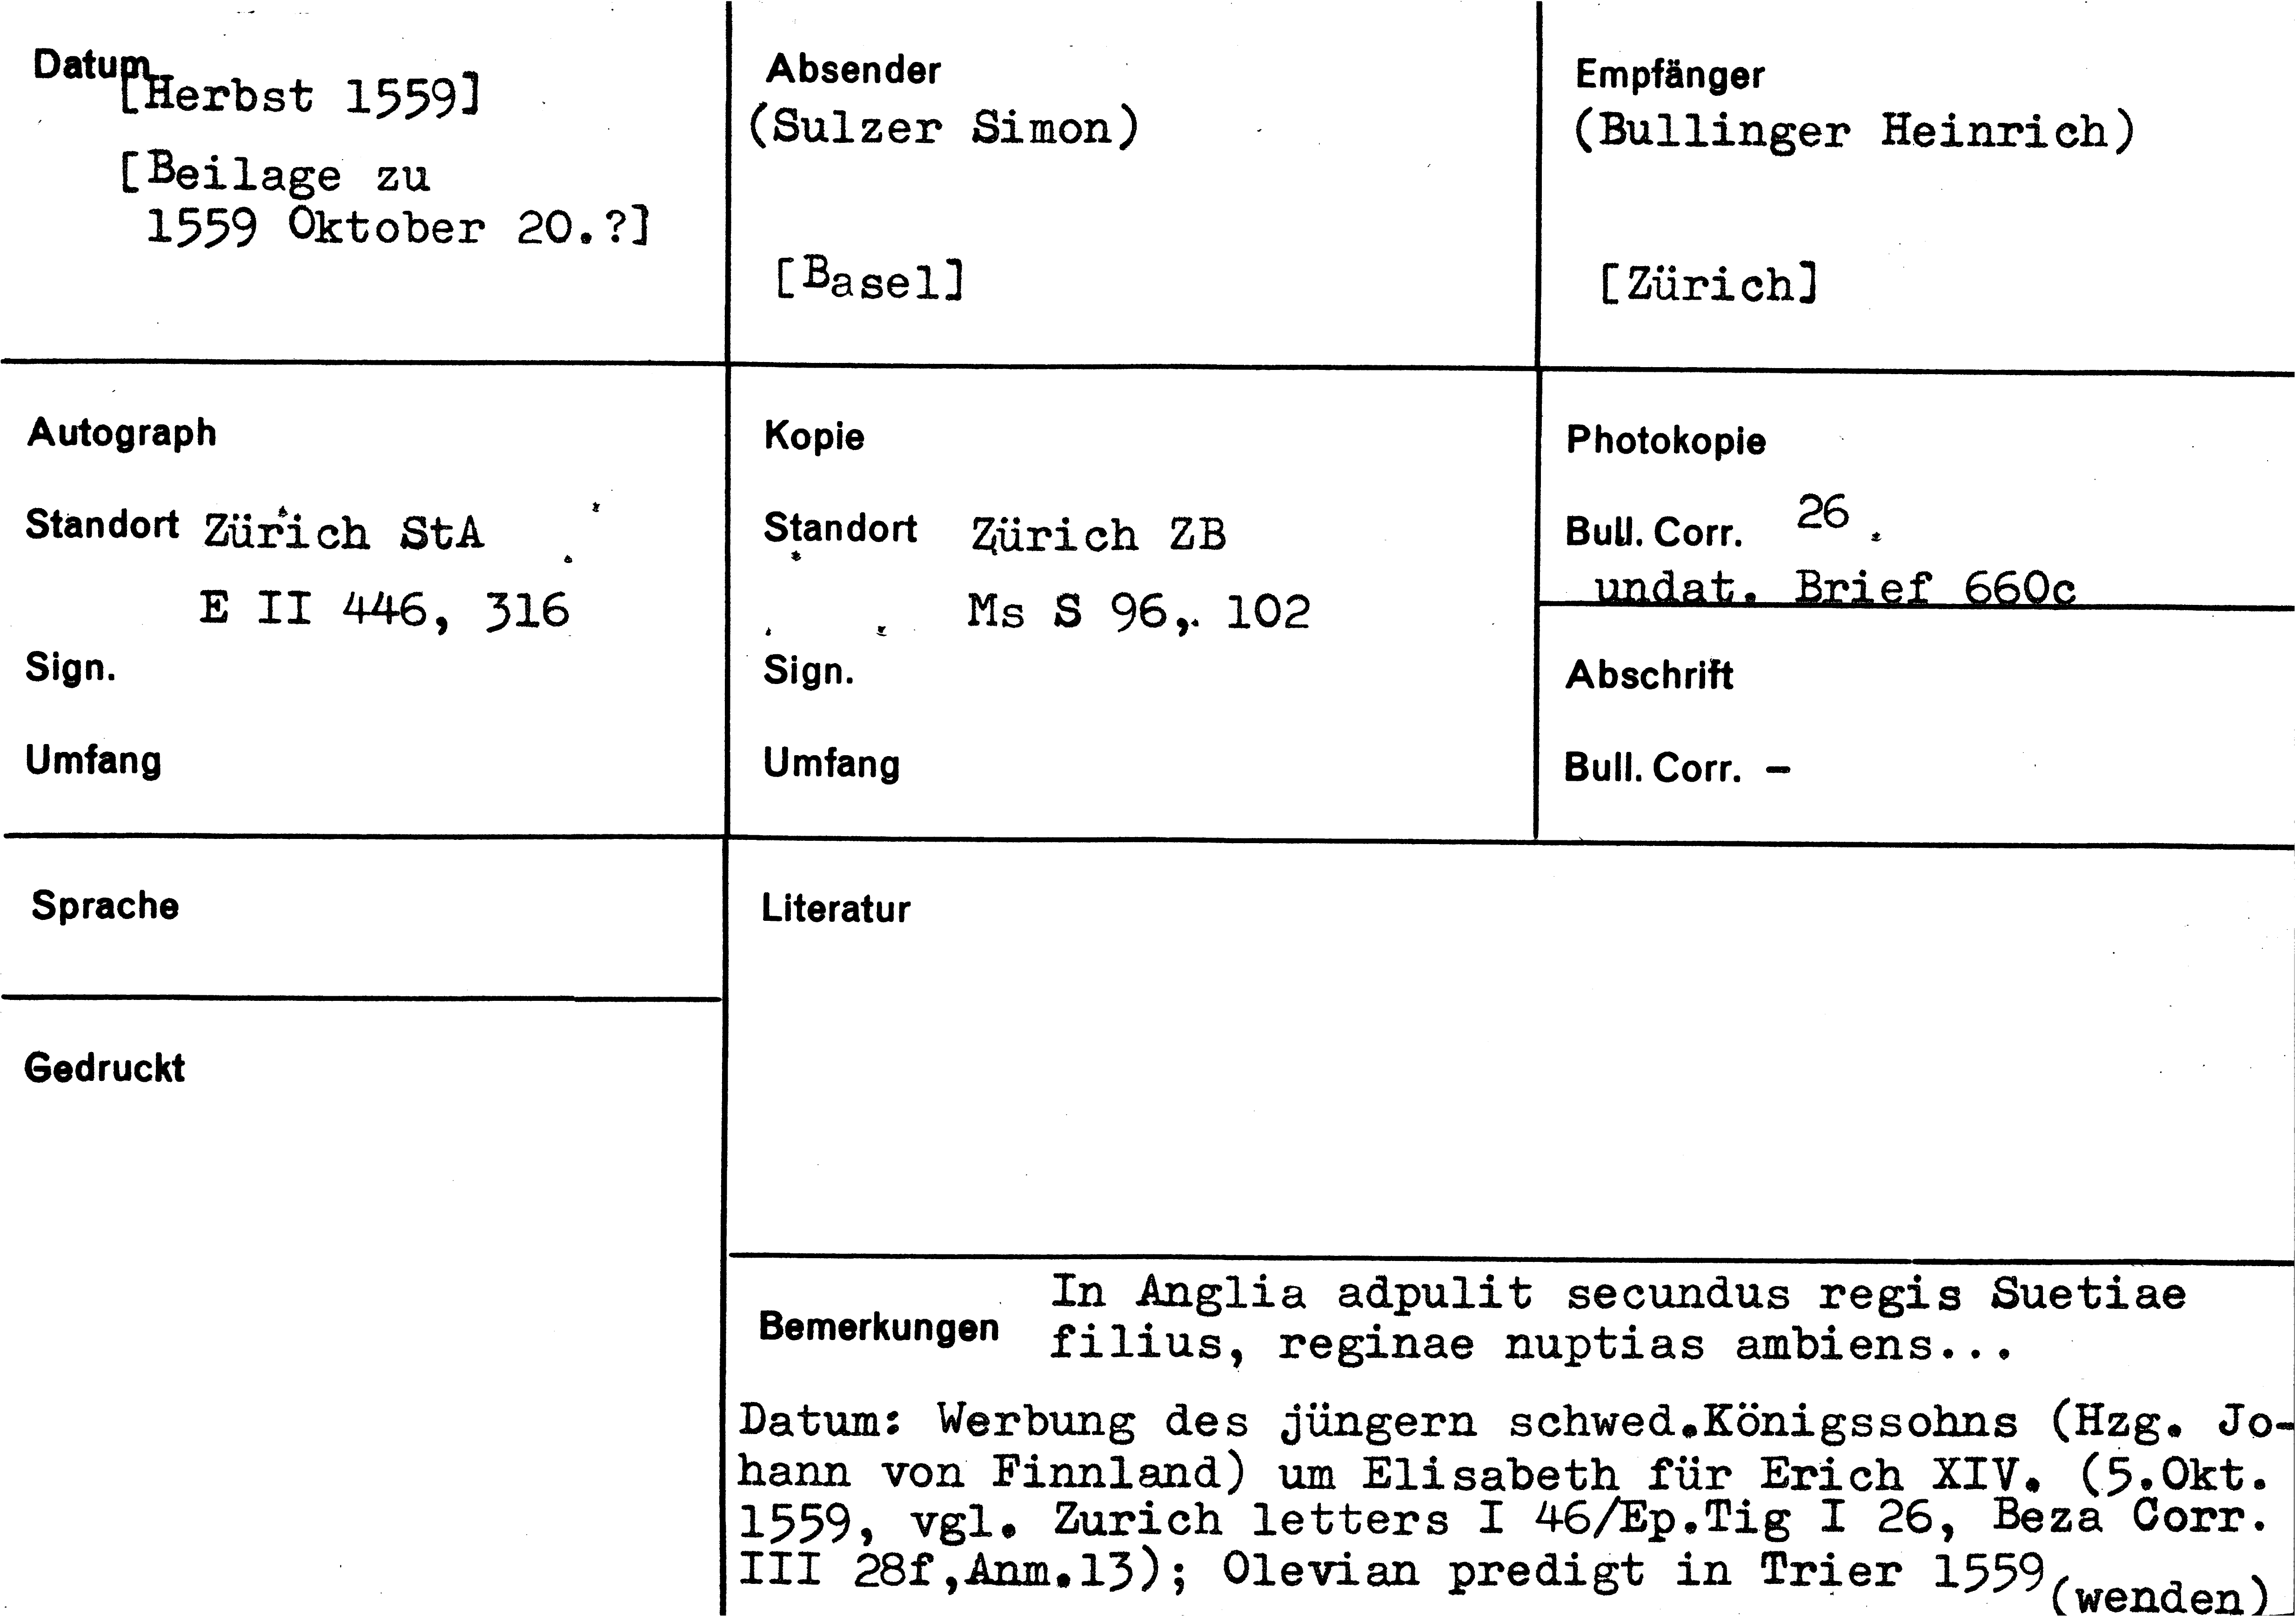 Datum
[Herbst 1559]
[Beilage zu
1559 Oktober 20.?]
Absender
(Sulzer Simon)
[Basel]
Empfänger
(Bullinger Heinrich)
[Zürich]
Autograph
Standort Zürich StA
E II 446, 316
Sign.
Umfang
Kopie
Standort Zürich ZB
Ms S 96, 102
Sign.
Umfang
Photokopie
Bull. Corr. 26.
undat. Brief 660c
Abschrift
Bull. Corr. –
Sprache
Literatur
Gedruckt
Bemerkungen
In Anglia adpulit secundus regis Suetiae
filius, reginae nuptias ambiens...
Datum: Werbung des jüngern schwed.Königssohns (Hzg. Jo-
hann von Finnland) um Elisabeth für Erich XIV. (5.Okt.
1559, vgl. Zurich letters I 46/Ep.Tig I 26, Beza Corr.
III 28f,Anm.13); Olevian predigt in Trier 1559
(wenden)